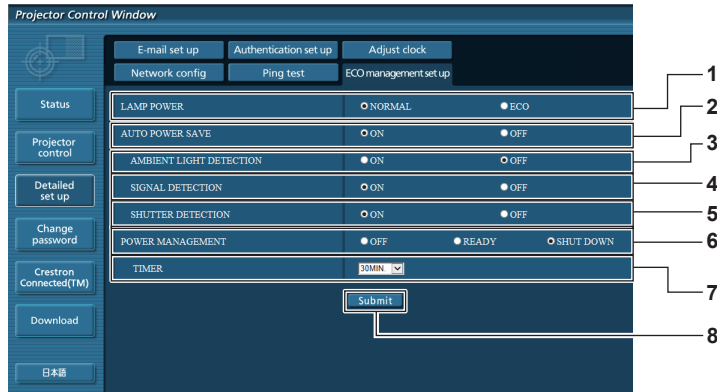 Projector Control Window
E-mail set up Authentication set up Adjust clock
Network config Ping test ECO management set up
Status
Projector
control
Detailed
set up
Change
password
Crestron
Connected(TM)
Download
日本語
LAMP POWER NORMAL ECO 1
AUTO POWER SAVE ON OFF 2
AMBIENT LIGHT DETECTION ON OFF 3
SIGNAL DETECTION ON OFF 4
SHUTTER DETECTION ON OFF 5
POWER MANAGEMENT OFF READY SHUT DOWN 6
TIMER 30MIN. 7
Submit 8